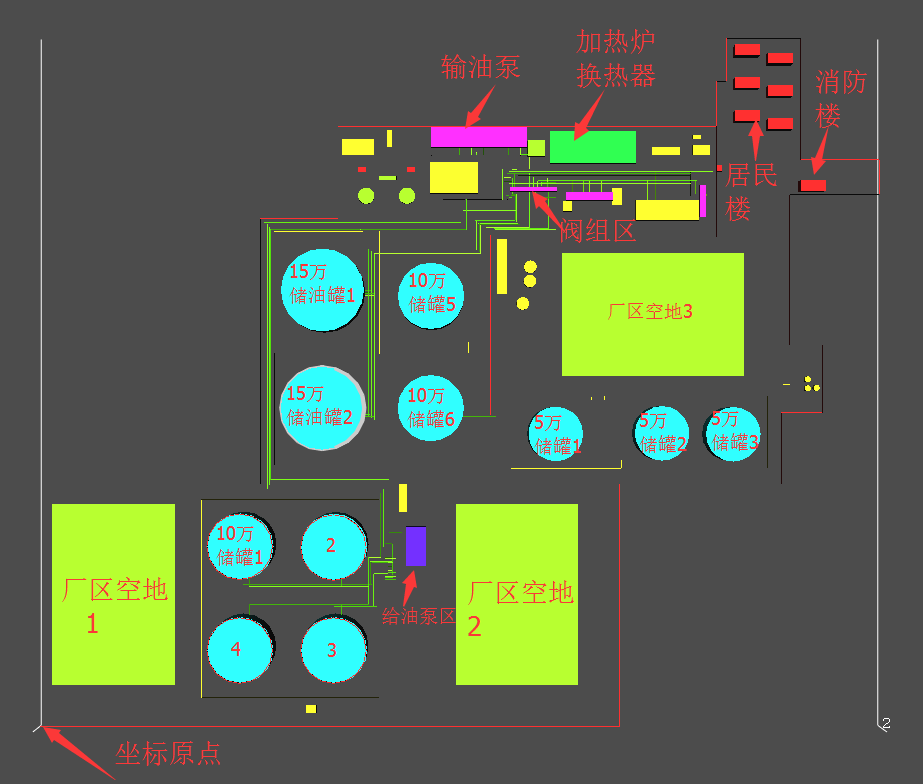 加热炉
换热器
输油泵
消防
楼
居民
楼
阀组区
15万
储油罐1
10万
储罐5
厂区空地3
15万
储油罐2
10万
储罐6
5万
储罐1
5万
储罐2
5万
储罐3
10万
储罐1
2
厂区空地
1
厂区空地
2
给油泵区
4
3
2
坐标原点